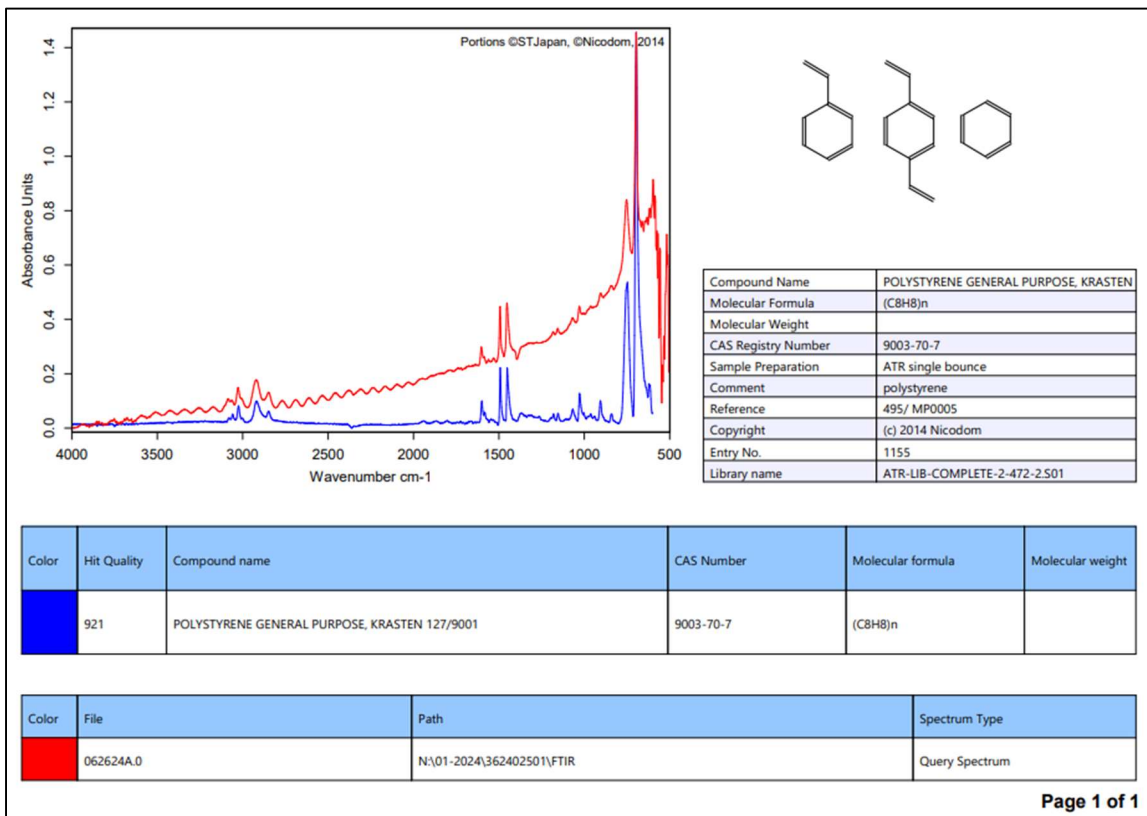 Portions ©STJapan, ©Nicodom, 2014
Absorbance Units
1.4
1.2
1.0
0.8
0.6
0.4
0.2
0.0
4000 3500 3000 2500 2000 1500 1000 500
Wavenumber cm-1
Compound Name POLYSTYRENE GENERAL PURPOSE, KRASTEN
Molecular Formula (C8H8)n
Molecular Weight
CAS Registry Number 9003-70-7
Sample Preparation ATR single bounce
Comment polystyrene
Reference 495/ MP0005
Copyright (c) 2014 Nicodom
Entry No. 1155
Library name ATR-LIB-COMPLETE-2-472-2.S01
Color Hit Quality Compound name CAS Number Molecular formula Molecular weight
921 POLYSTYRENE GENERAL PURPOSE, KRASTEN 127/9001 9003-70-7 (C8H8)n
Color File Path Spectrum Type
062624A.0 N:\01-2024\362402501\FTIR Query Spectrum
Page 1 of 1